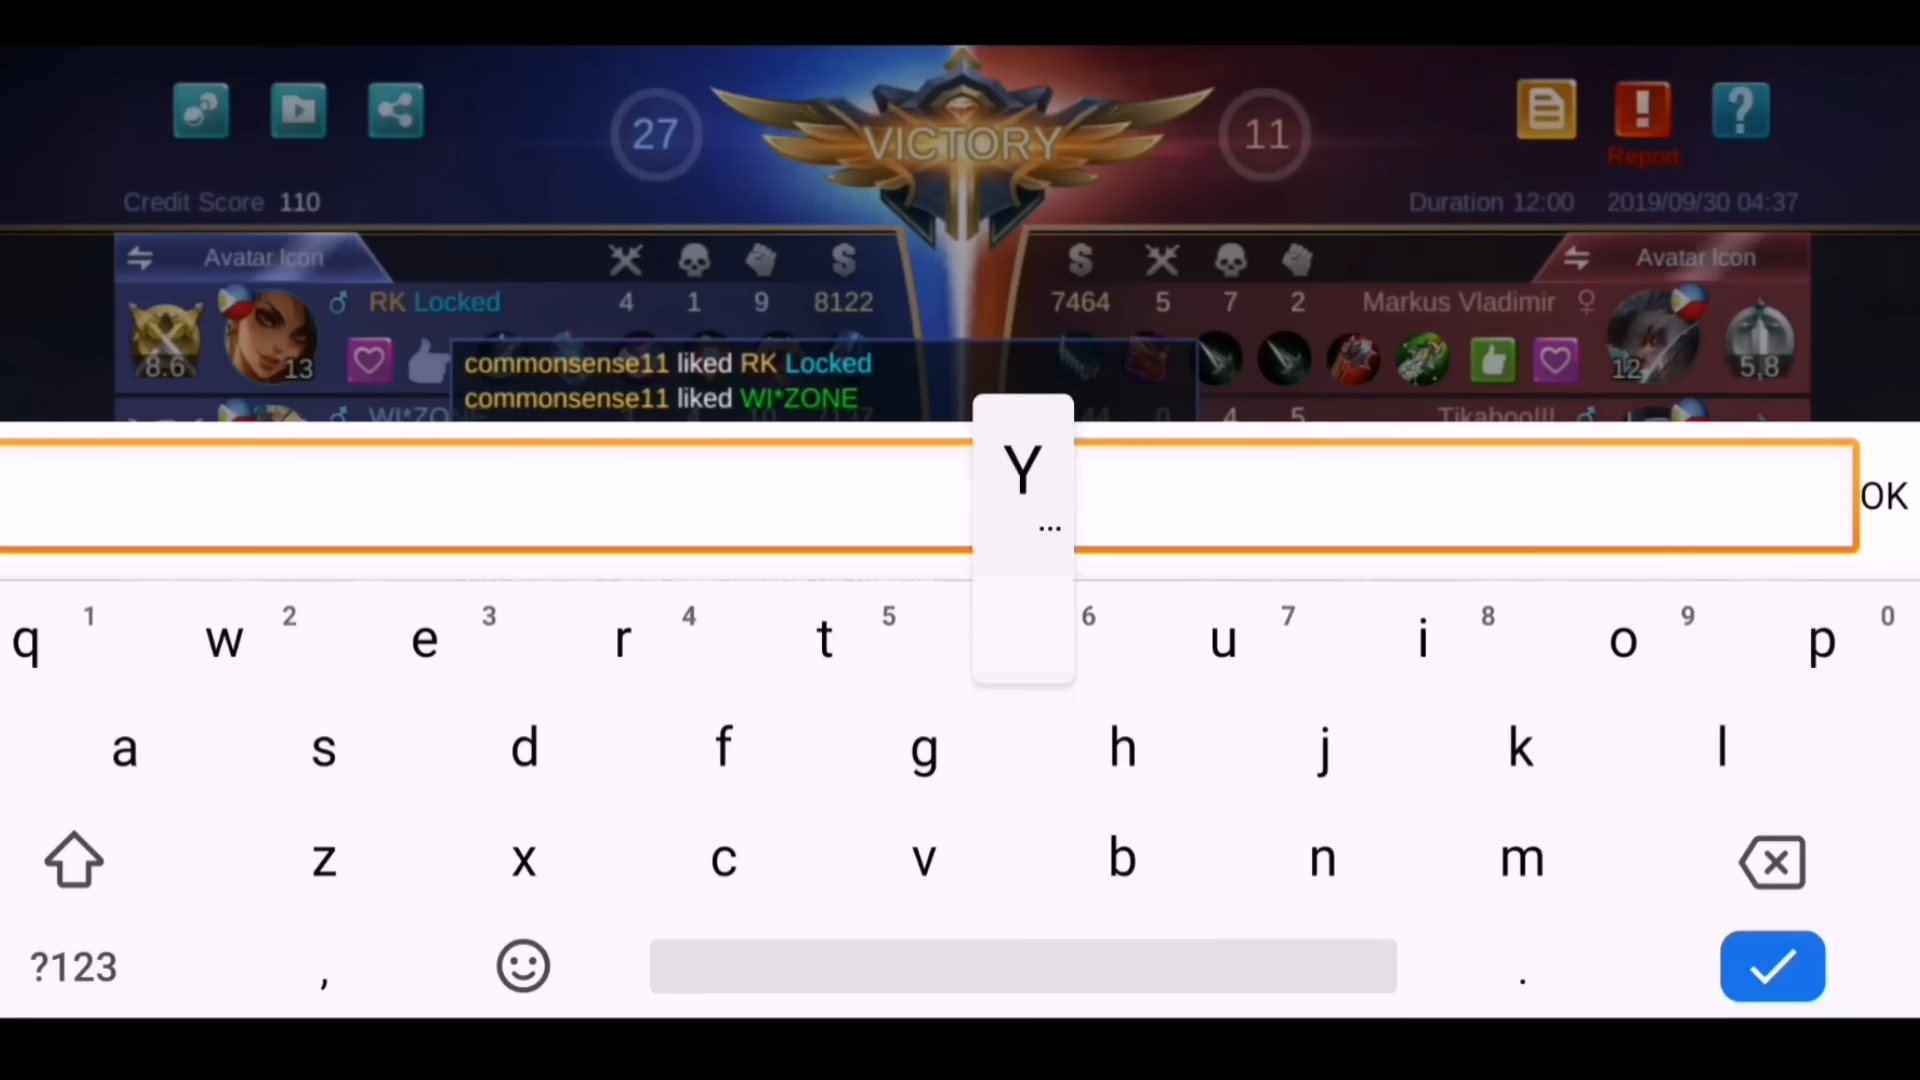 27 VICTORY 11
Report
Credit Score 110
Duration 12:00 2019/09/30 04:37
Avatar Icon
Avatar Icon
RK Locked 4 1 9 8122
7464 5 7 2 Markus Vladimir
8.6 13
12 5.8
commonsense11 liked RK Locked
commonsense11 liked WI*ZONE
WI*ZO
4 5 Tikaboo!!!
Y
...
OK
q 1 w 2 e 3 r 4 t 5 6 u 7 i 8 o 9 p 0
a s d f g h j k l
z x c v b n m
?123 , .